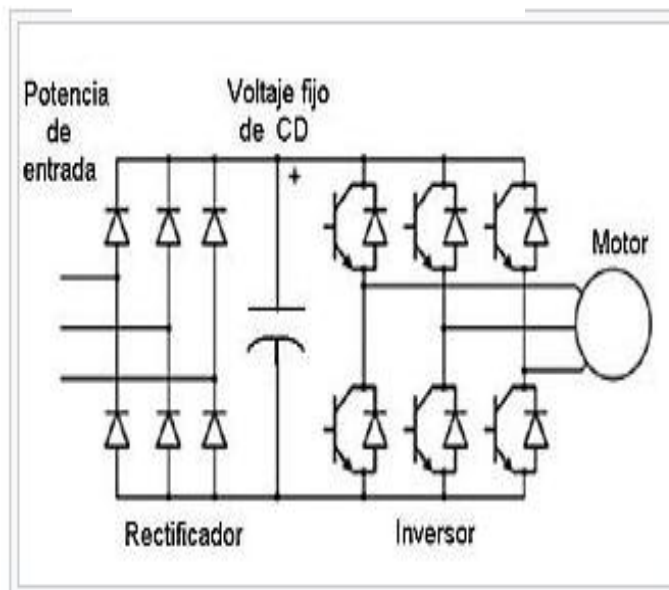 Potencia
de
entrada
Voltaje fijo
de CD
+
Motor
Rectificador
Inversor